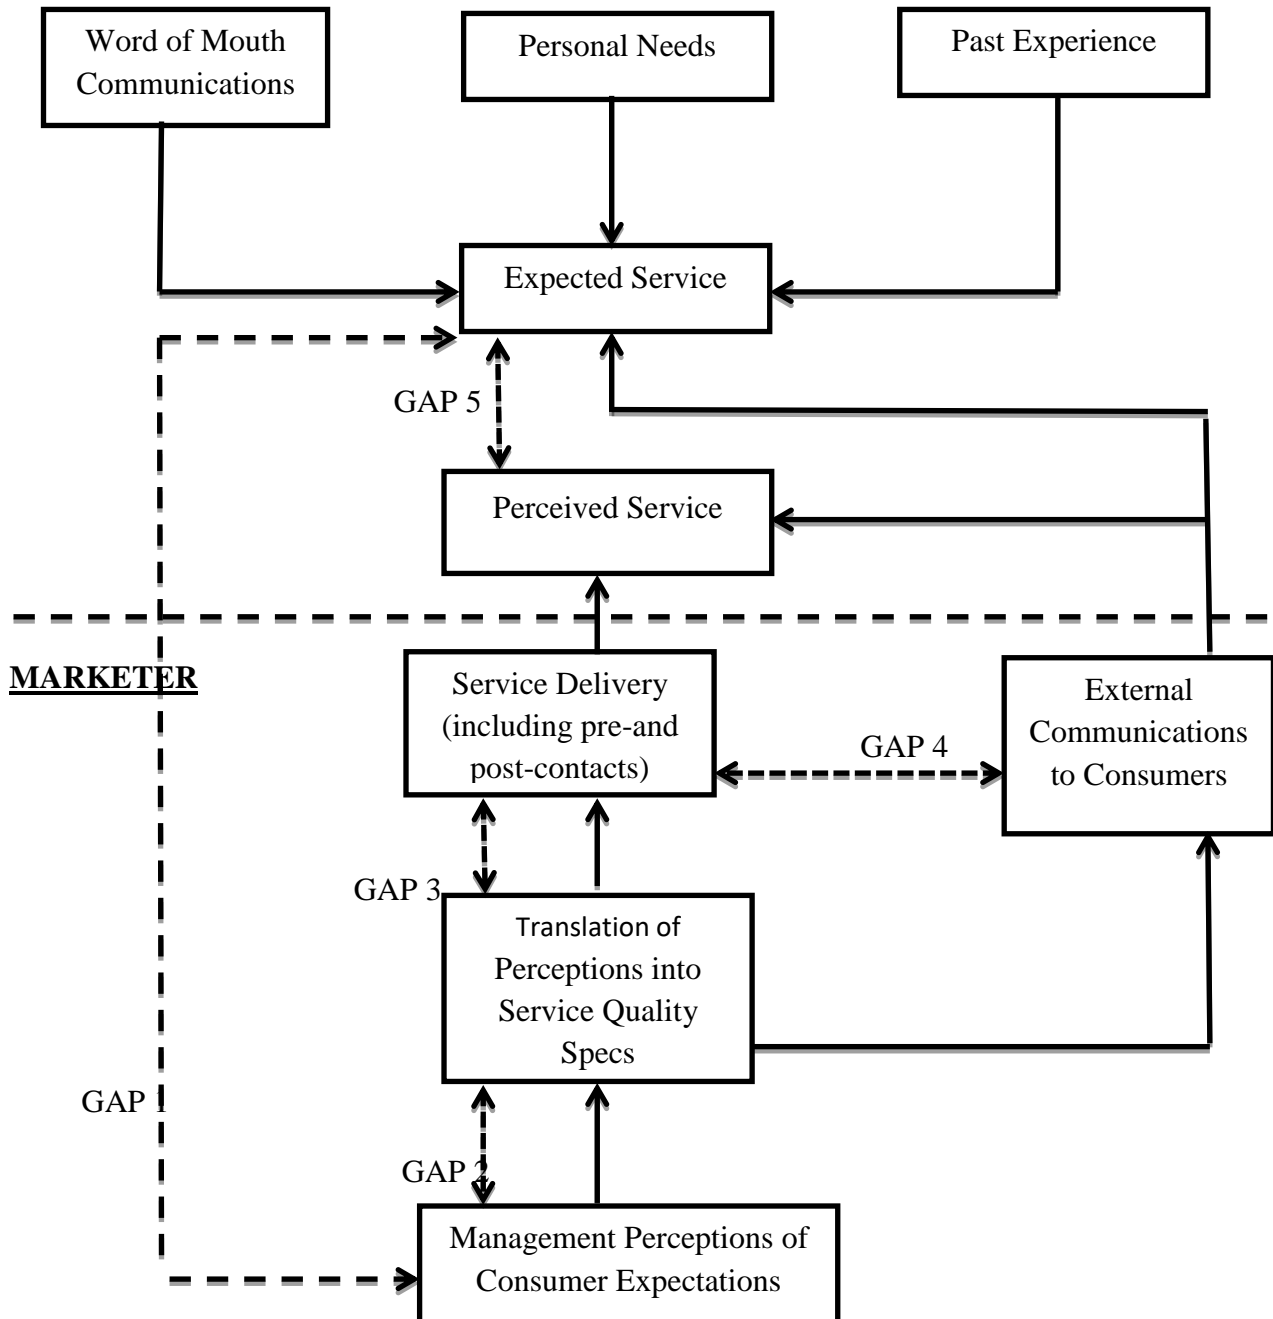 Word of Mouth
Communications
Personal Needs
Past Experience
Expected Service
GAP 5
Perceived Service
MARKETER
Service Delivery
(including pre-and
post-contacts)
GAP 4
External
Communications
to Consumers
GAP 3
Translation of
Perceptions into
Service Quality
Specs
GAP 1
GAP 2
Management Perceptions of
Consumer Expectations